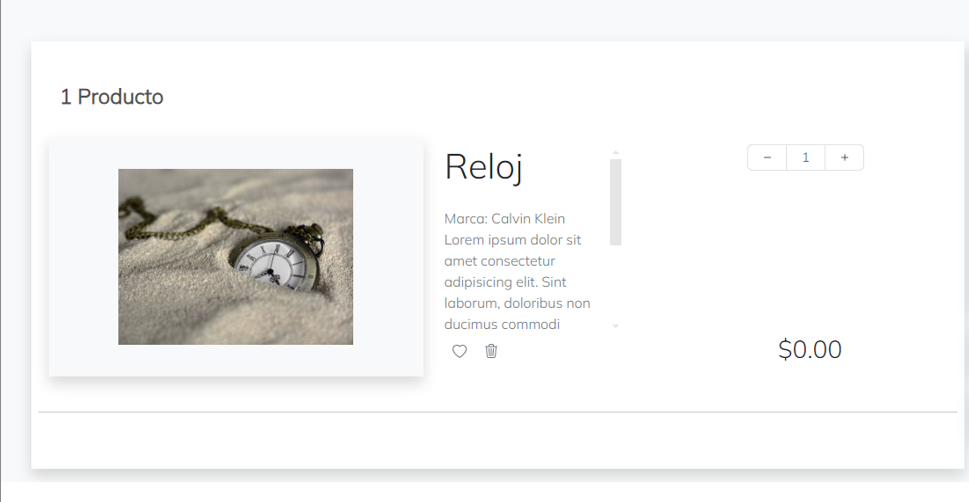 1 Producto
Reloj
− 1 +
Marca: Calvin Klein
Lorem ipsum dolor sit
amet consectetur
adipisicing elit. Sint
laborum, doloribus non
ducimus commodi
$0.00